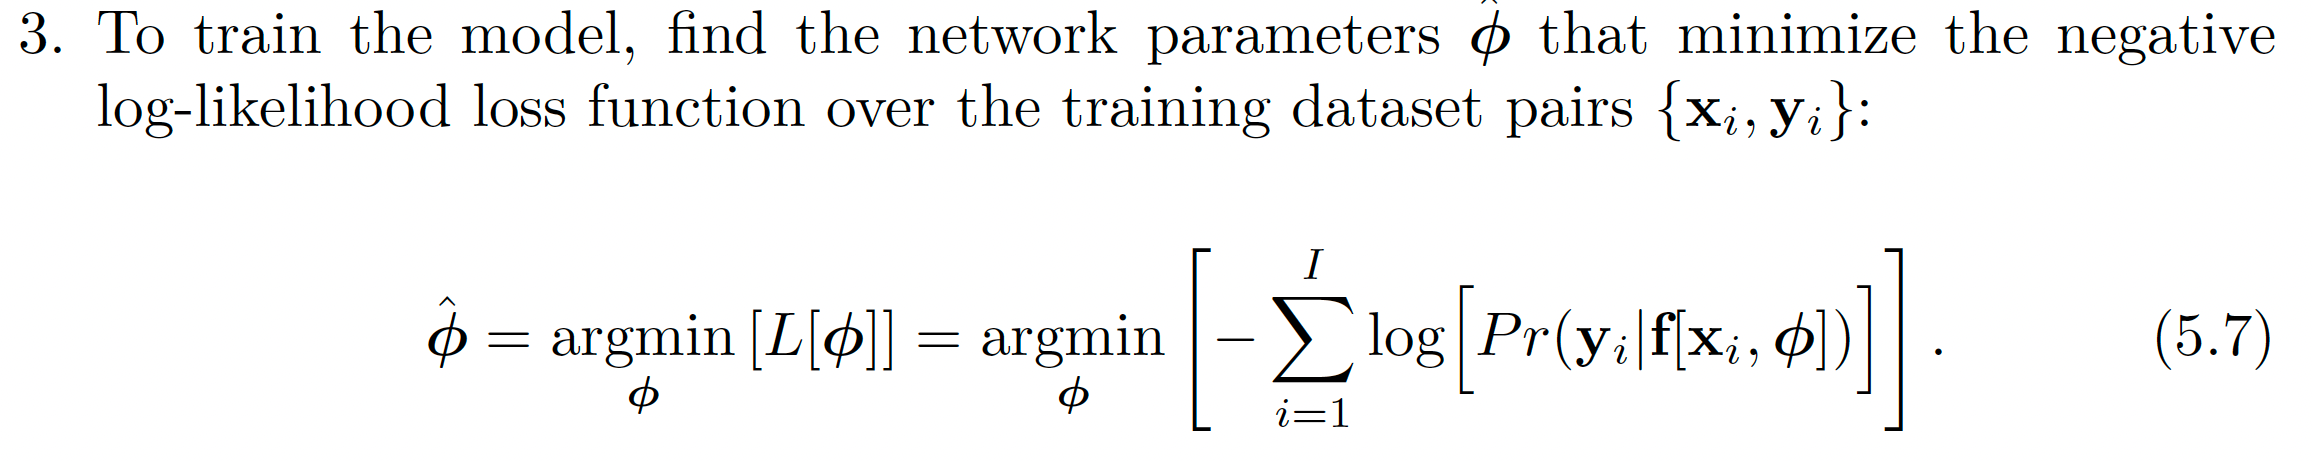 3. To train the model, find the network parameters ϕ̂ that minimize the negative
log-likelihood loss function over the training dataset pairs {xᵢ, yᵢ}:
ϕ̂ = argmin_ϕ [L[ϕ]] = argmin_ϕ [−∑_{i=1}^{I} log[Pr(yᵢ|f[xᵢ, ϕ])]]. (5.7)